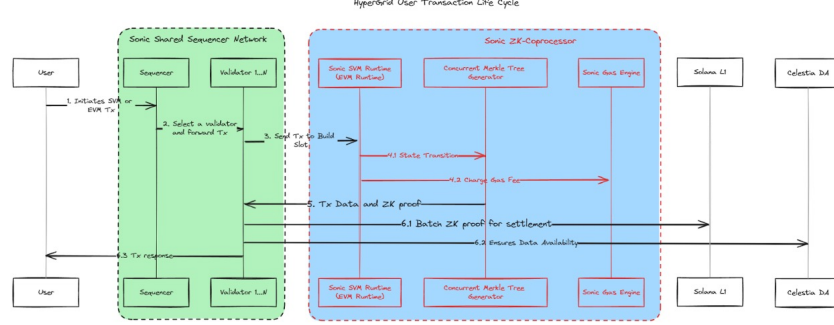 HyperGrid User Transaction Life Cycle
Sonic Shared Sequencer Network
Sonic ZK-Coprocessor
User
Sequencer
Validator 1...N
Sonic SVM Runtime
(EVM Runtime)
Concurrent Merkle Tree
Generator
Sonic Gas Engine
Solana L1
Celestia DA
1. Initiates SVM or
EVM Tx
2. Select a validator
and forward Tx
3. Send Tx to Build
Slot
4.1 State Transition
4.2 Charge Gas Fee
5. Tx Data and ZK proof
6.1 Batch ZK proof for settlement
6.2 Ensures Data Availability
6.3 Tx response
User
Sequencer
Validator 1...N
Sonic SVM Runtime
(EVM Runtime)
Concurrent Merkle Tree
Generator
Sonic Gas Engine
Solana L1
Celestia DA